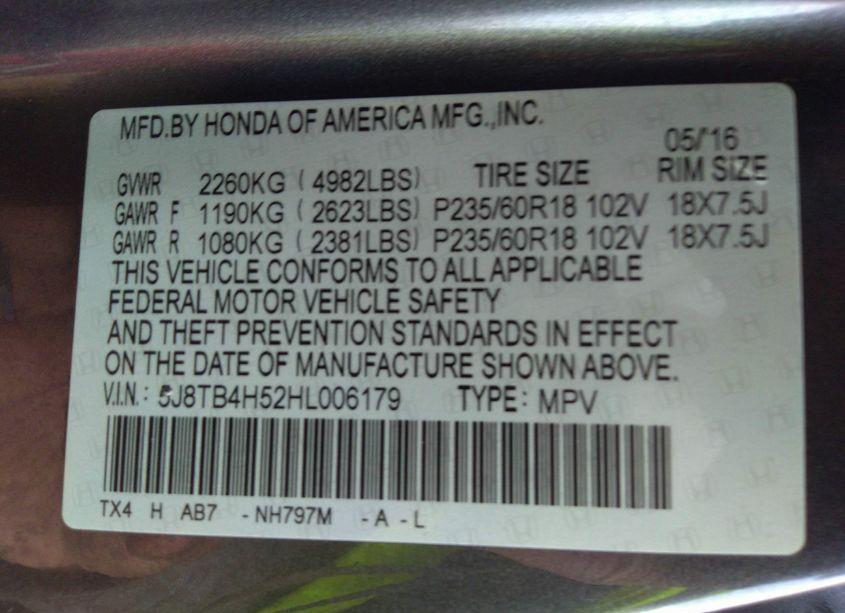 MFD.BY HONDA OF AMERICA MFG.,INC.
05/'16
GVWR 2260KG (4982LBS) TIRE SIZE RIM SIZE
GAWR F 1190KG (2623LBS) P235/60R18 102V 18X7.5J
GAWR R 1080KG (2381LBS) P235/60R18 102V 18X7.5J
THIS VEHICLE CONFORMS TO ALL APPLICABLE
FEDERAL MOTOR VEHICLE SAFETY
AND THEFT PREVENTION STANDARDS IN EFFECT
ON THE DATE OF MANUFACTURE SHOWN ABOVE.
V.I.N.: 5J8TB4H52HL006179 TYPE: MPV
TX4 H AB7 -NH797M -A -L